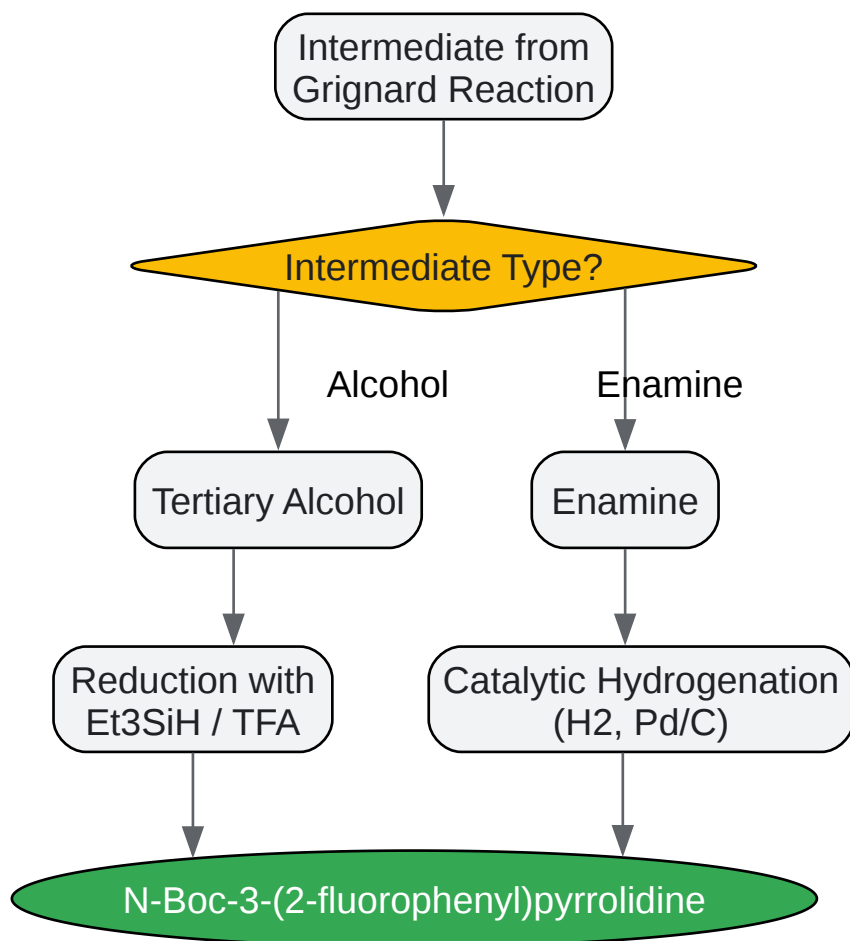 Intermediate from
Grignard Reaction
Intermediate Type?
Alcohol
Enamine
Tertiary Alcohol
Enamine
Reduction with
Et3SiH / TFA
Catalytic Hydrogenation
(H2, Pd/C)
N-Boc-3-(2-fluorophenyl)pyrrolidine